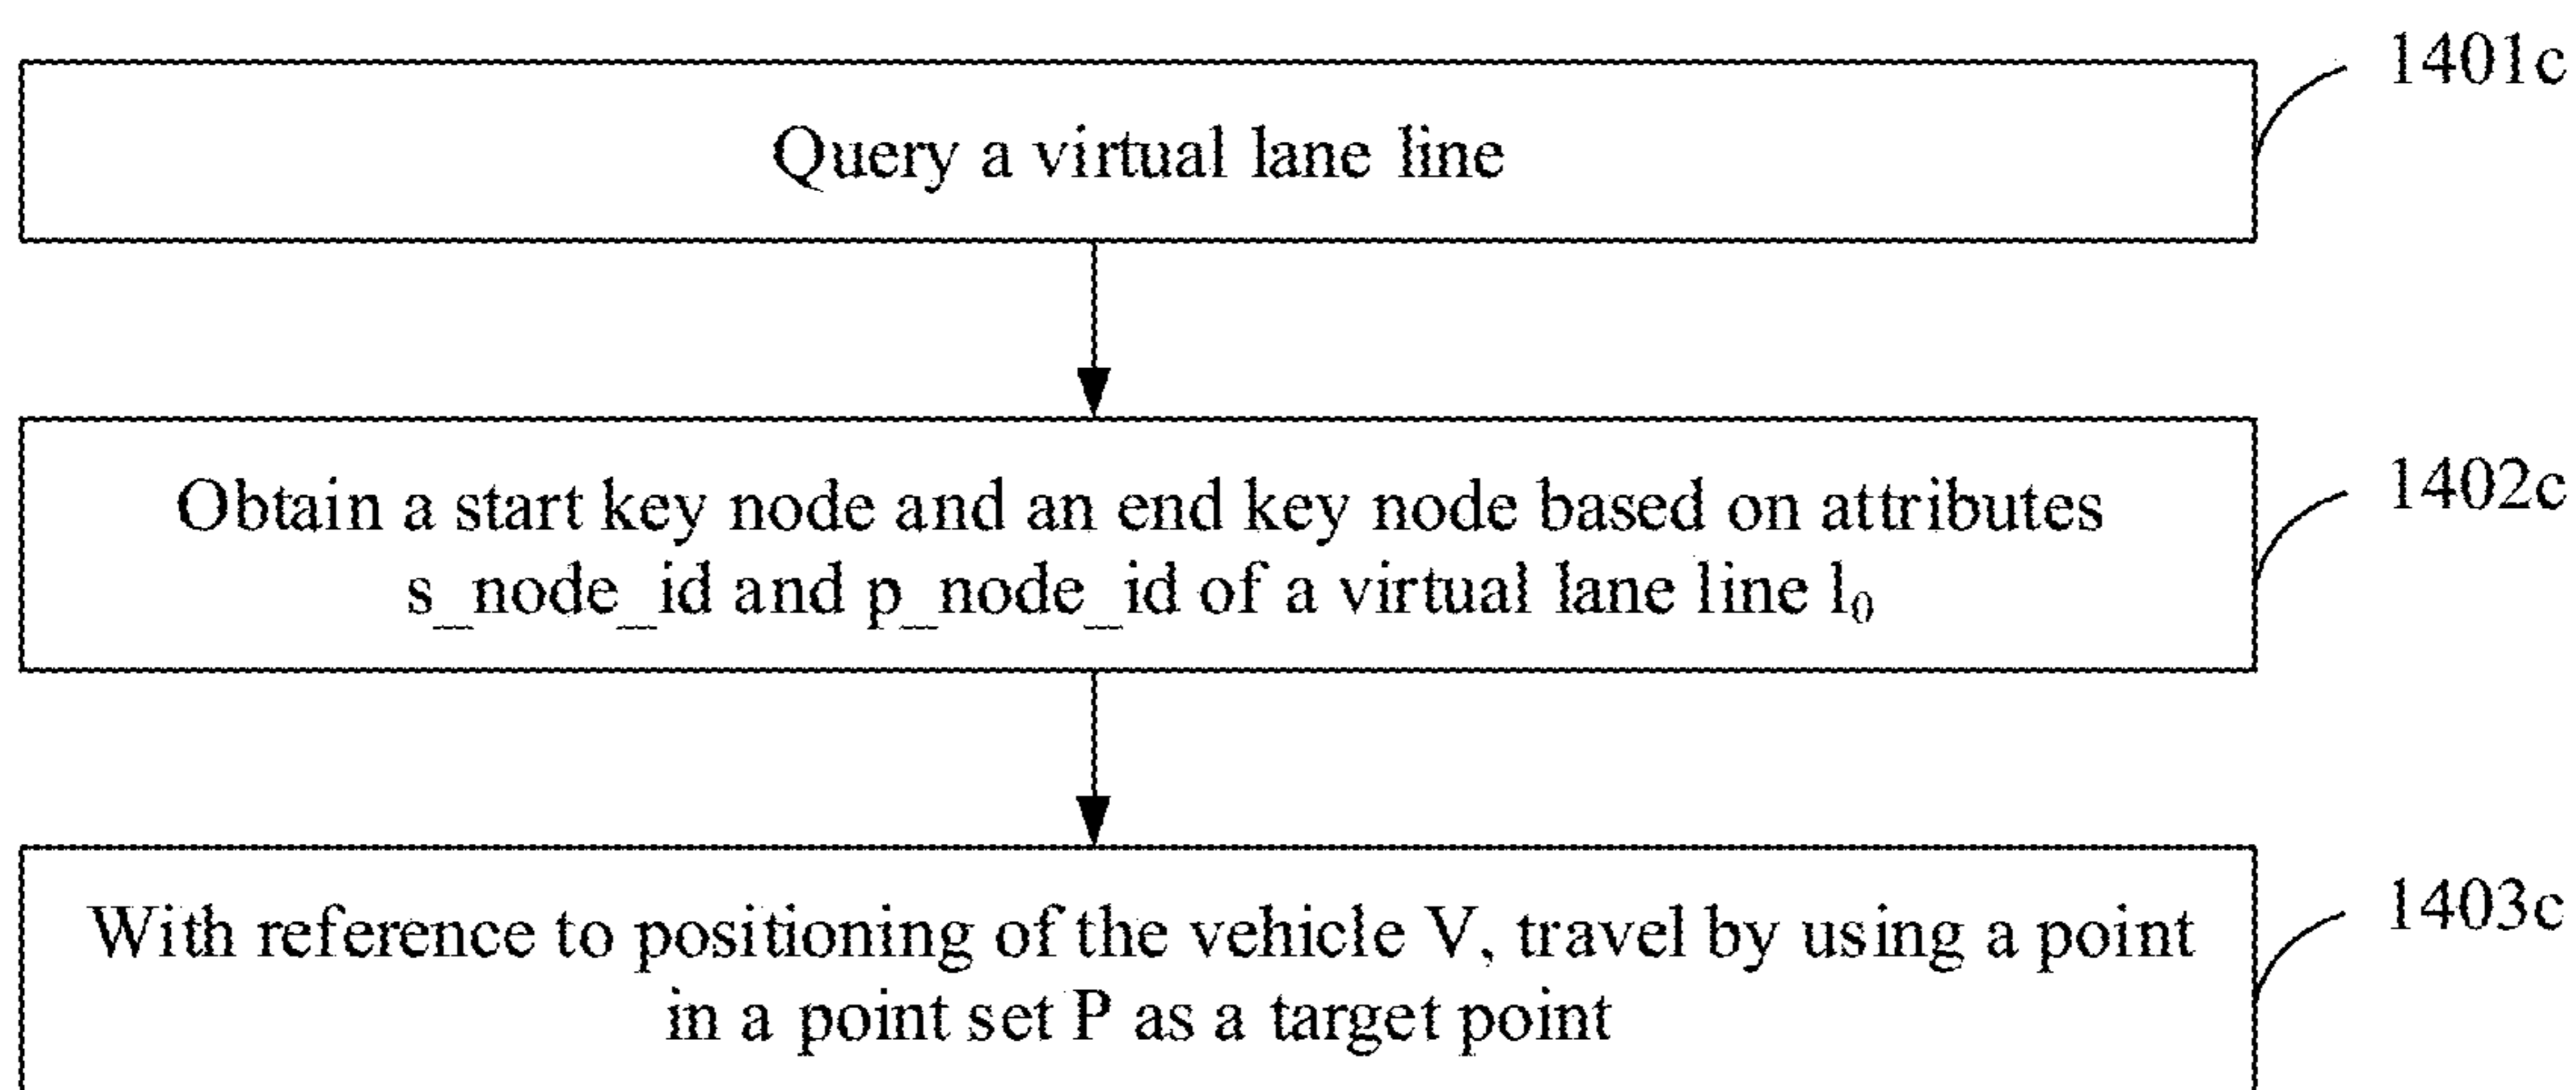 1401c
Query a virtual lane line
Obtain a start key node and an end key node based on attributes
1402c
s_node_id and p_node_id of a virtual lane line l₀
With reference to positioning of the vehicle V, travel by using a point
1403c
in a point set P as a target point